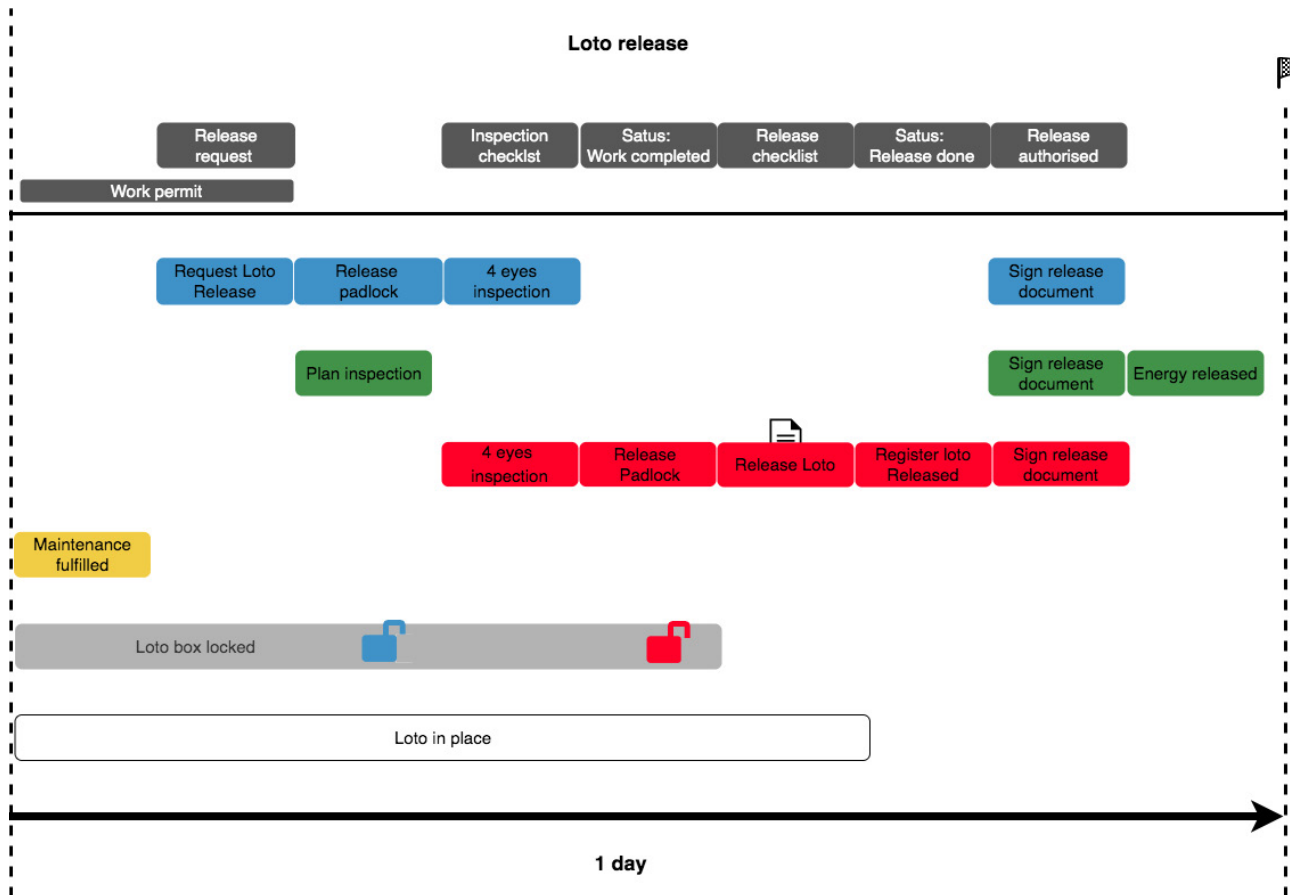 Loto release
Release
request
Inspection
checklst
Satus:
Work completed
Release
checklist
Satus:
Release done
Release
authorised
Work permit
Request Loto
Release
Release
padlock
4 eyes
inspection
Sign release
document
Plan inspection
Sign release
document
Energy released
4 eyes
inspection
Release
Padlock
Release Loto
Register loto
Released
Sign release
document
Maintenance
fulfilled
Loto box locked
Loto in place
1 day